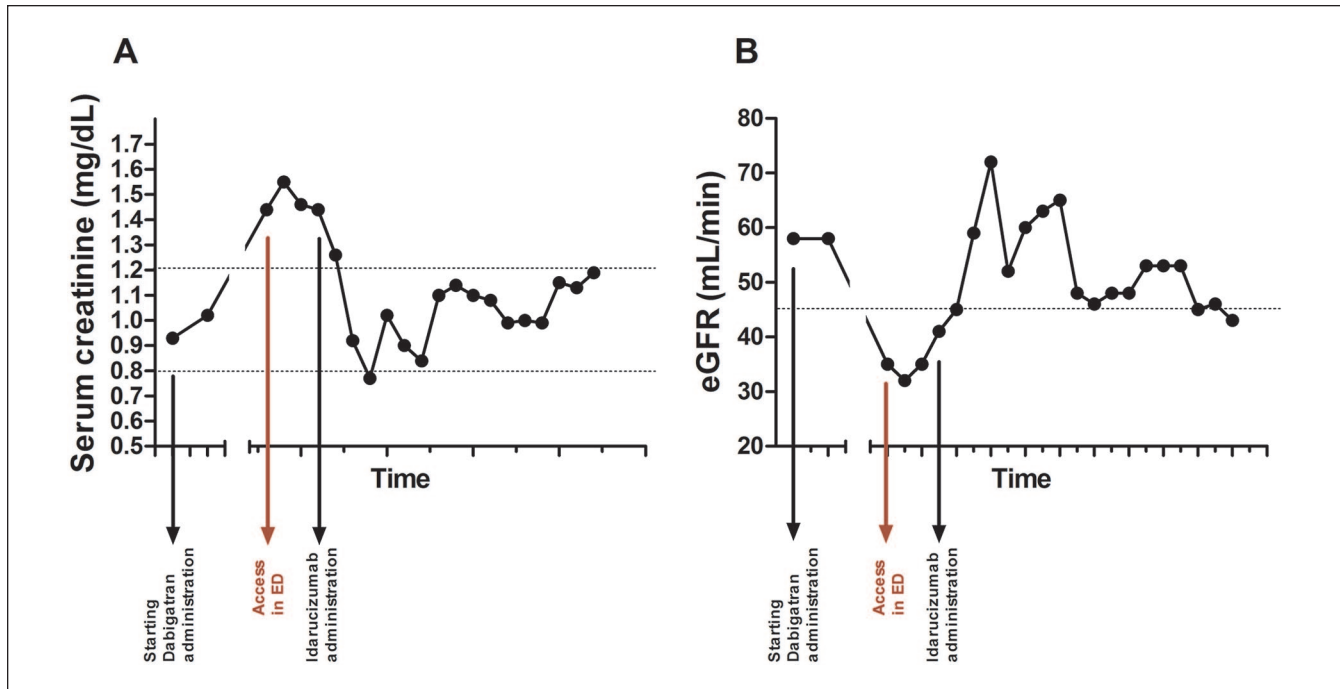 A
Serum creatinine (mg/dL)
1.7
1.6
1.5
1.4
1.3
1.2
1.1
1.0
0.9
0.8
0.7
0.6
0.5
Time
Starting
Dabigatran
administration
Access
in ED
Idarucizumab
administration
B
eGFR (mL/min)
80
70
60
50
40
30
20
Time
Starting
Dabigatran
administration
Access
in ED
Idarucizumab
administration